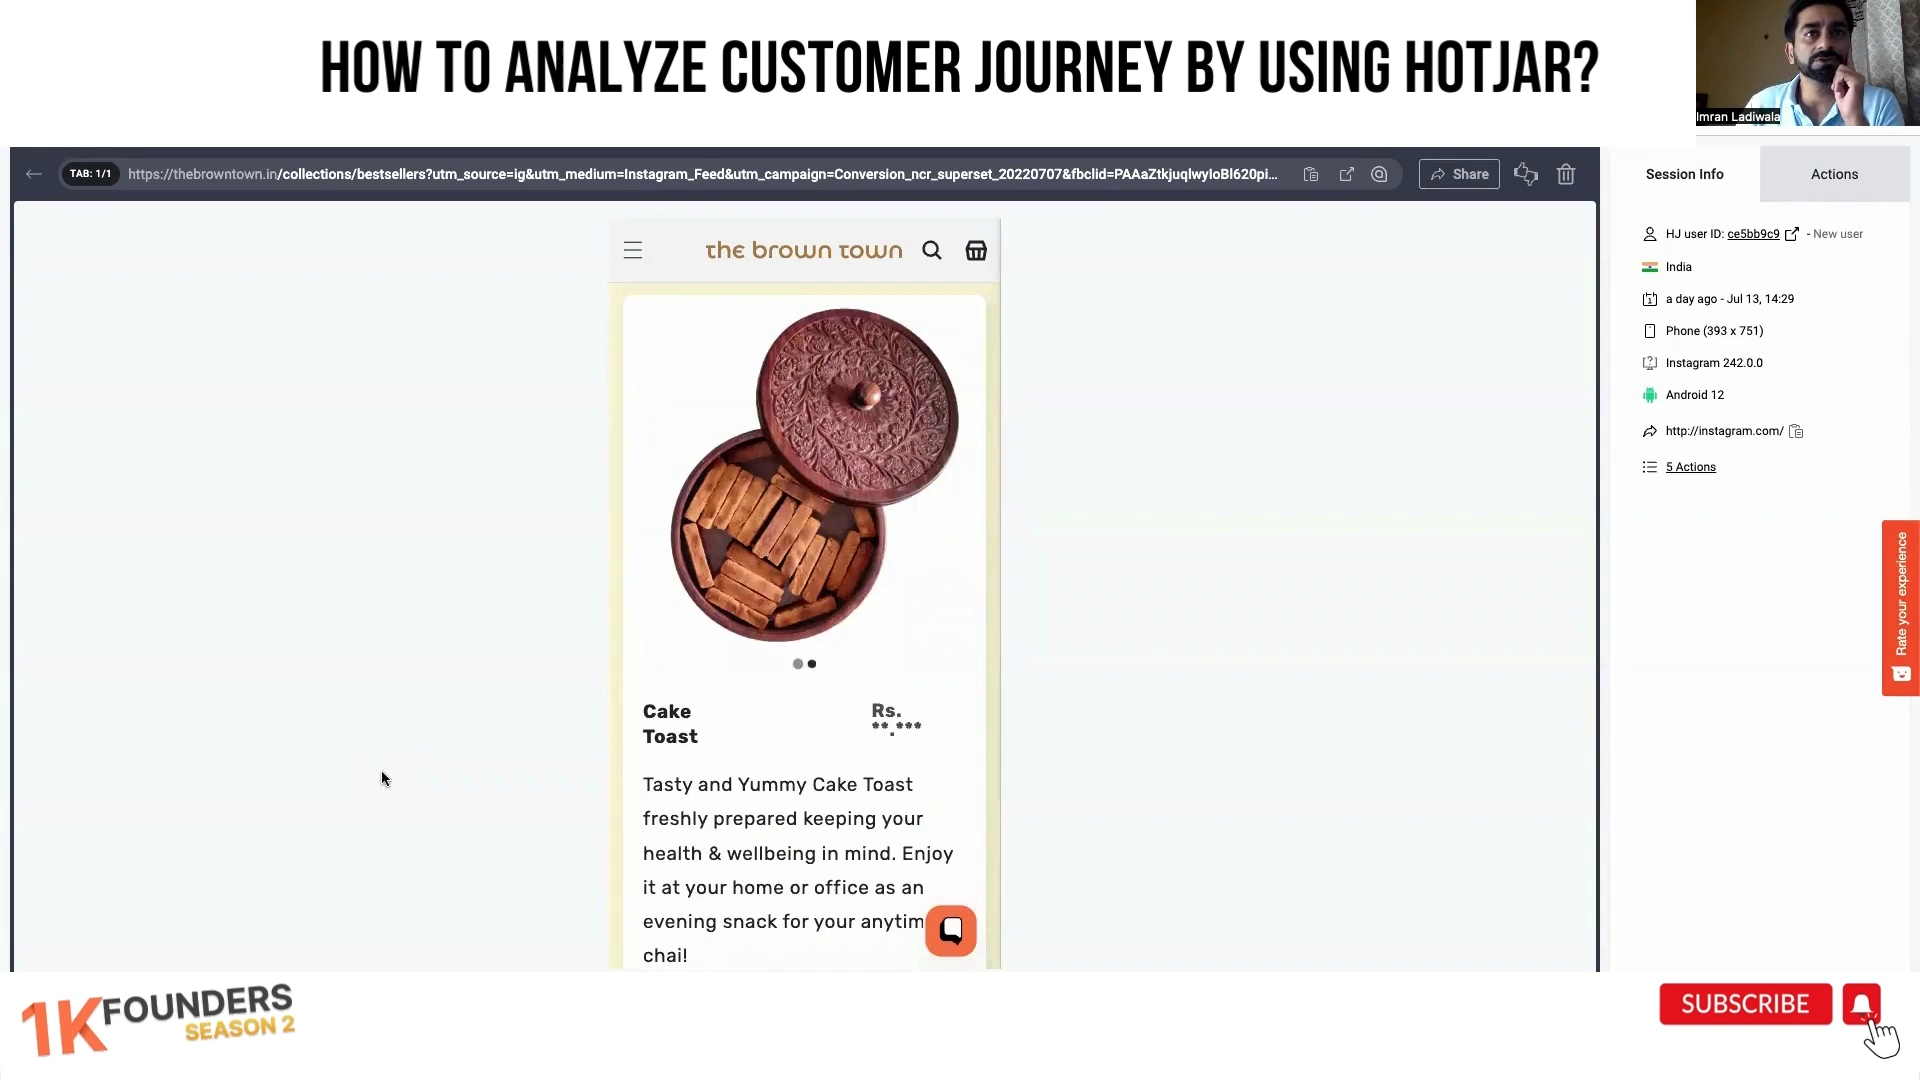 HOW TO ANALYZE CUSTOMER JOURNEY BY USING HOTJAR?
Imran Ladiwala
TAB: 1/1
https://thebrowntown.in/collections/bestsellers?utm_source=ig&utm_medium=Instagram_Feed&utm_campaign=Conversion_ncr_superset_20220707&fbclid=PAAaZtkjuqlwyloBl620pi...
Share
Session Info
Actions
HJ user ID: ce5bb9c9 - New user
India
a day ago - Jul 13, 14:29
Phone (393 x 751)
Instagram 242.0.0
Android 12
http://instagram.com/
5 Actions
Rate your experience
the brown town
Cake
Toast
Rs.
**.***
Tasty and Yummy Cake Toast
freshly prepared keeping your
health & wellbeing in mind. Enjoy
it at your home or office as an
evening snack for your anytim
chai!
1K FOUNDERS
SEASON 2
SUBSCRIBE